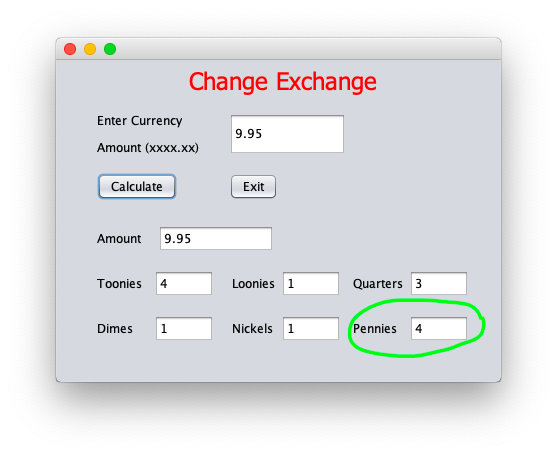 Change Exchange
Enter Currency
Amount (xxxx.xx)
9.95
Calculate Exit
Amount 9.95
Toonies 4 Loonies 1 Quarters 3
Dimes 1 Nickels 1 Pennies 4